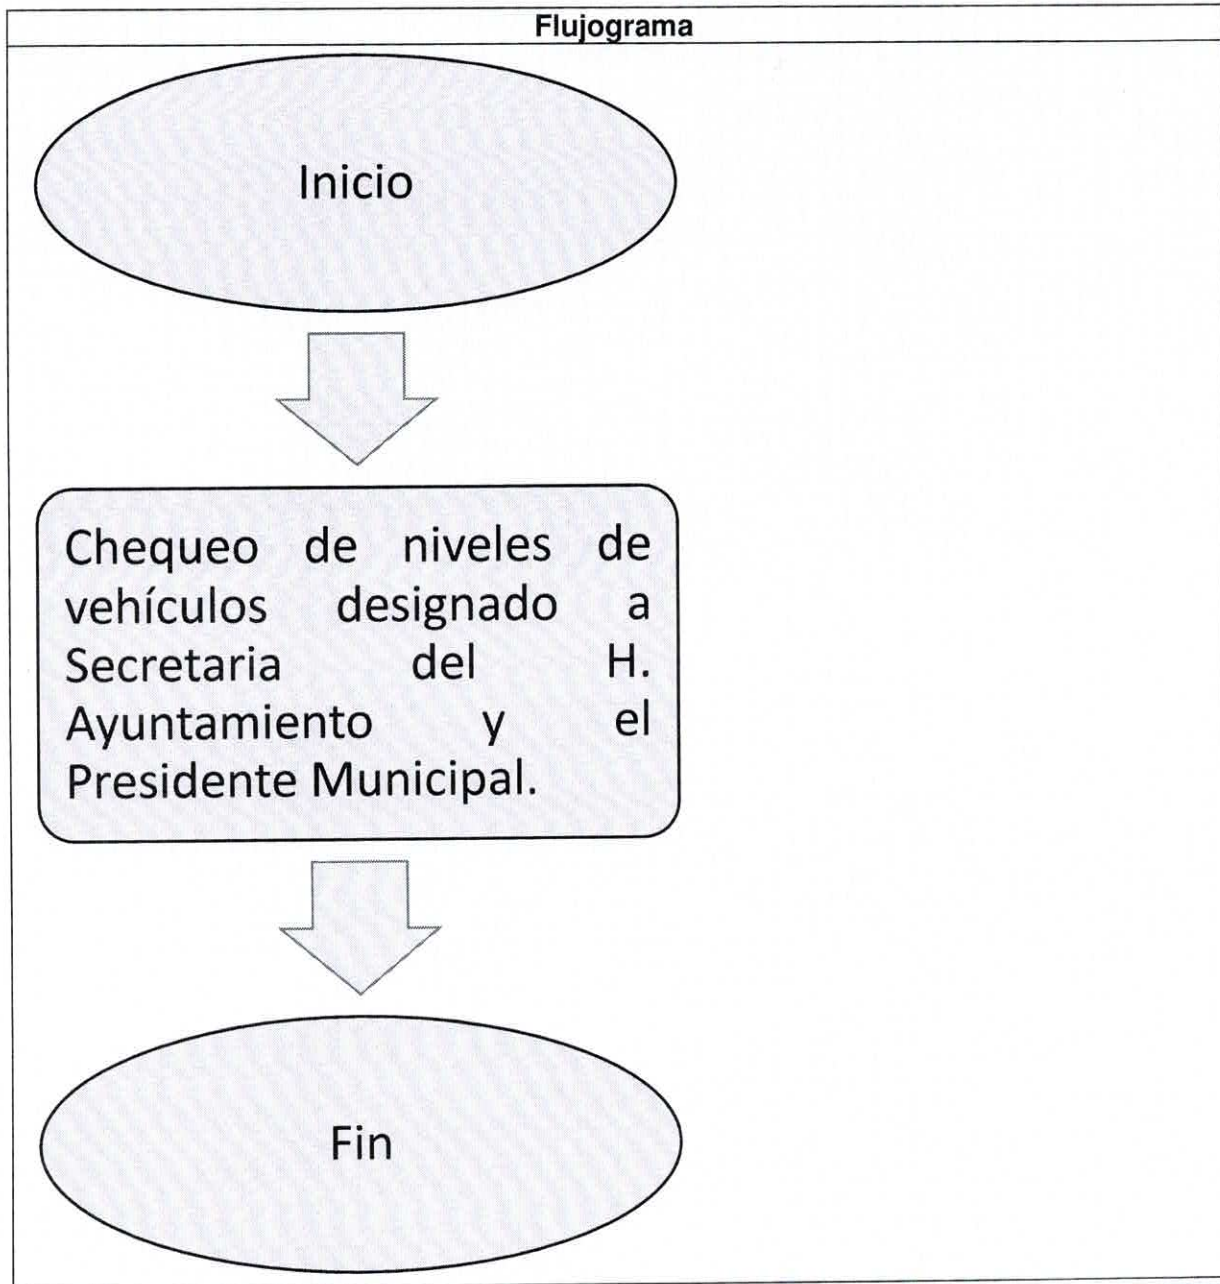 Flujograma
Inicio
Chequeo de niveles de
vehículos designado a
Secretaria del H.
Ayuntamiento y el
Presidente Municipal.
Fin